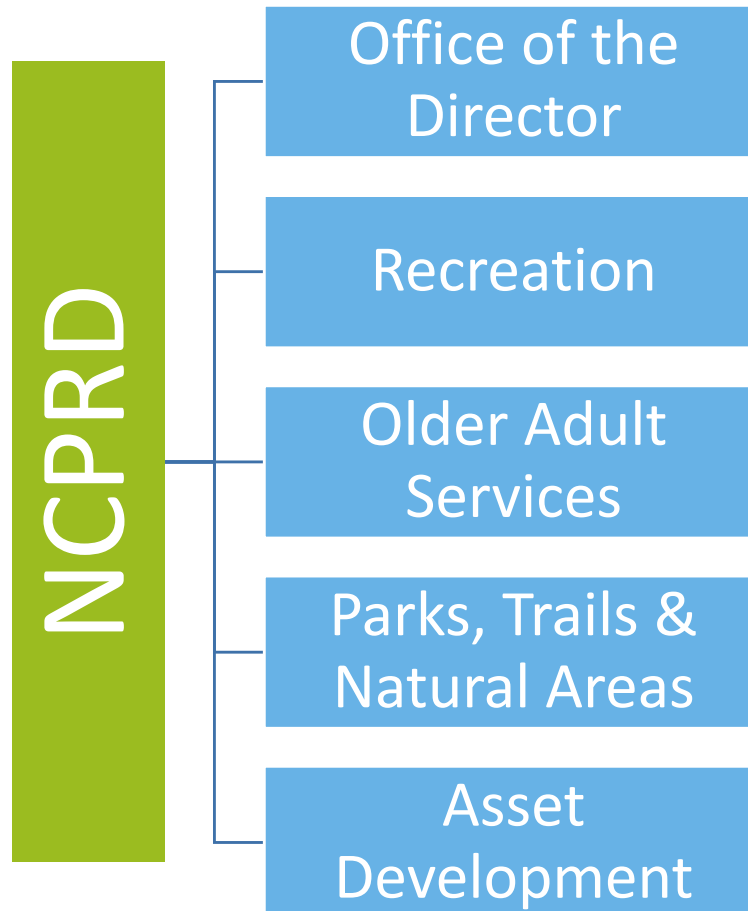 NCPRD
Office of the
Director
Recreation
Older Adult
Services
Parks, Trails &
Natural Areas
Asset
Development